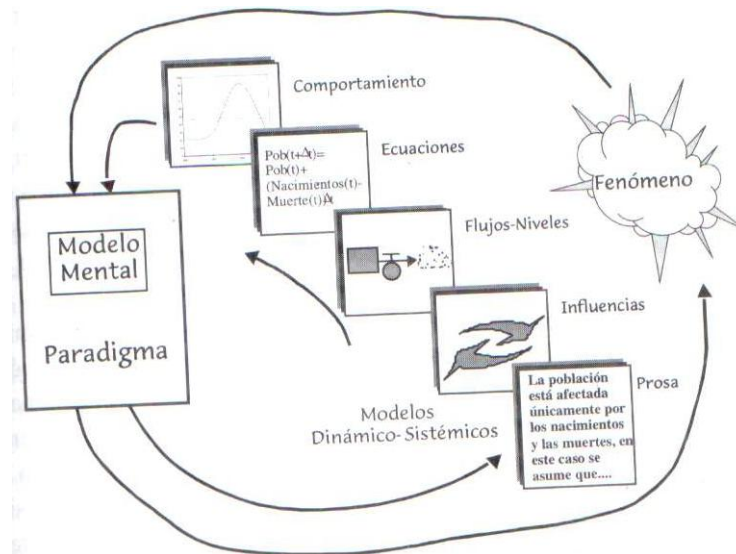 Comportamiento
Ecuaciones
Pob(t+Δt)=
Pob(t)+
(Nacimientos(t)-
Muerte(t))Δt
Fenómeno
Flujos-Niveles
Modelo
Mental
Paradigma
Influencias
Prosa
La población
está afectada
únicamente por
los nacimientos
y las muertes, en
este caso se
asume que....
Modelos
Dinámico-Sistémicos